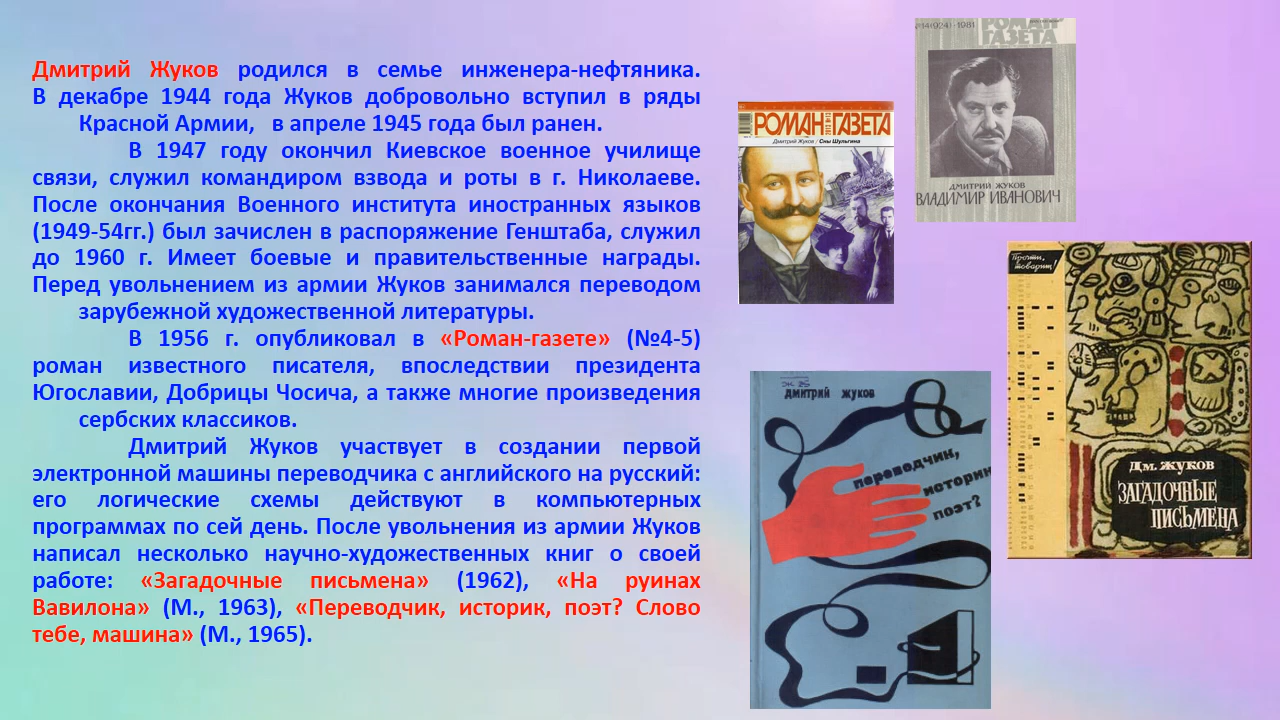 Дмитрий Жуков родился в семье инженера-нефтяника.
В декабре 1944 года Жуков добровольно вступил в ряды
Красной Армии, в апреле 1945 года был ранен.
В 1947 году окончил Киевское военное училище
связи, служил командиром взвода и роты в г. Николаеве.
После окончания Военного института иностранных языков
(1949-54гг.) был зачислен в распоряжение Генштаба, служил
до 1960 г. Имеет боевые и правительственные награды.
Перед увольнением из армии Жуков занимался переводом
зарубежной художественной литературы.
В 1956 г. опубликовал в «Роман-газете» (№4-5)
роман известного писателя, впоследствии президента
Югославии, Добрицы Чосича, а также многие произведения
сербских классиков.
Дмитрий Жуков участвует в создании первой
электронной машины переводчика с английского на русский:
его логические схемы действуют в компьютерных
программах по сей день. После увольнения из армии Жуков
написал несколько научно-художественных книг о своей
работе: «Загадочные письмена» (1962), «На руинах
Вавилона» (М., 1963), «Переводчик, историк, поэт? Слово
тебе, машина» (М., 1965).
РОМАН-ГАЗЕТА
Дмитрий Жуков / Сны Шульгина
№14(924)·1981
РОМАН
ГАЗЕТА
ДМИТРИЙ ЖУКОВ
ВЛАДИМИР ИВАНОВИЧ
Прочти,
товарищ!
Дм. ЖУКОВ
ЗАГАДОЧНЫЕ
ПИСЬМЕНА
дмитрий жуков
переводчик,
историк
поэт?